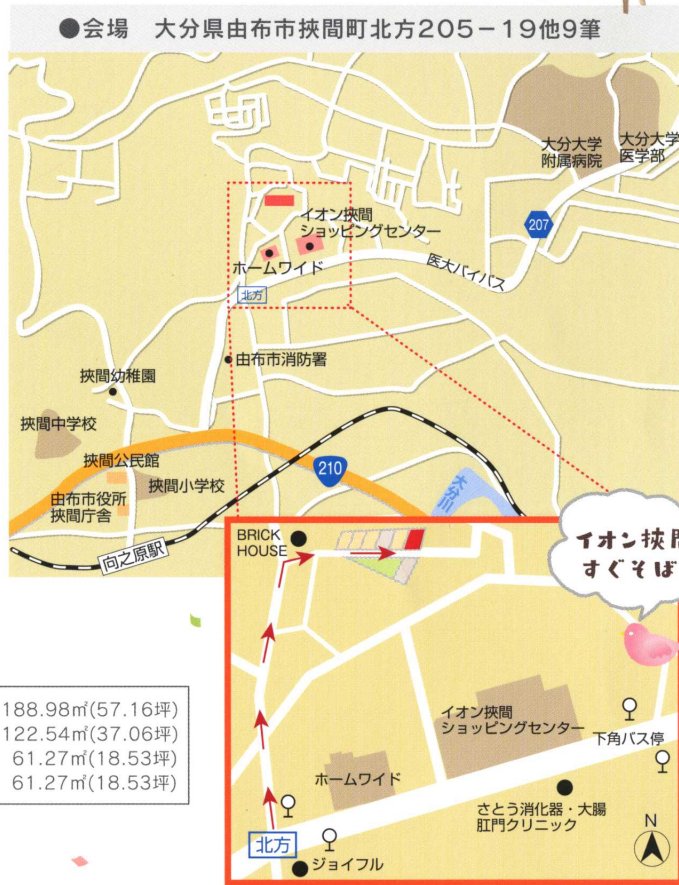 ●会場　大分県由布市挾間町北方205－19他9筆
大分大学
附属病院
大分大学
医学部
207
イオン挾間
ショッピングセンター
ホームワイド
医大バイパス
北方
由布市消防署
挾間幼稚園
挾間中学校
挾間公民館
210
由布市役所
挾間庁舎
挾間小学校
大分川
向之原駅
イオン挾間
すぐそば
BRICK
HOUSE
188.98㎡(57.16坪)
122.54㎡(37.06坪)
61.27㎡(18.53坪)
61.27㎡(18.53坪)
イオン挾間
ショッピングセンター
下角バス停
ホームワイド
さとう消化器・大腸
肛門クリニック
北方
ジョイフル
N